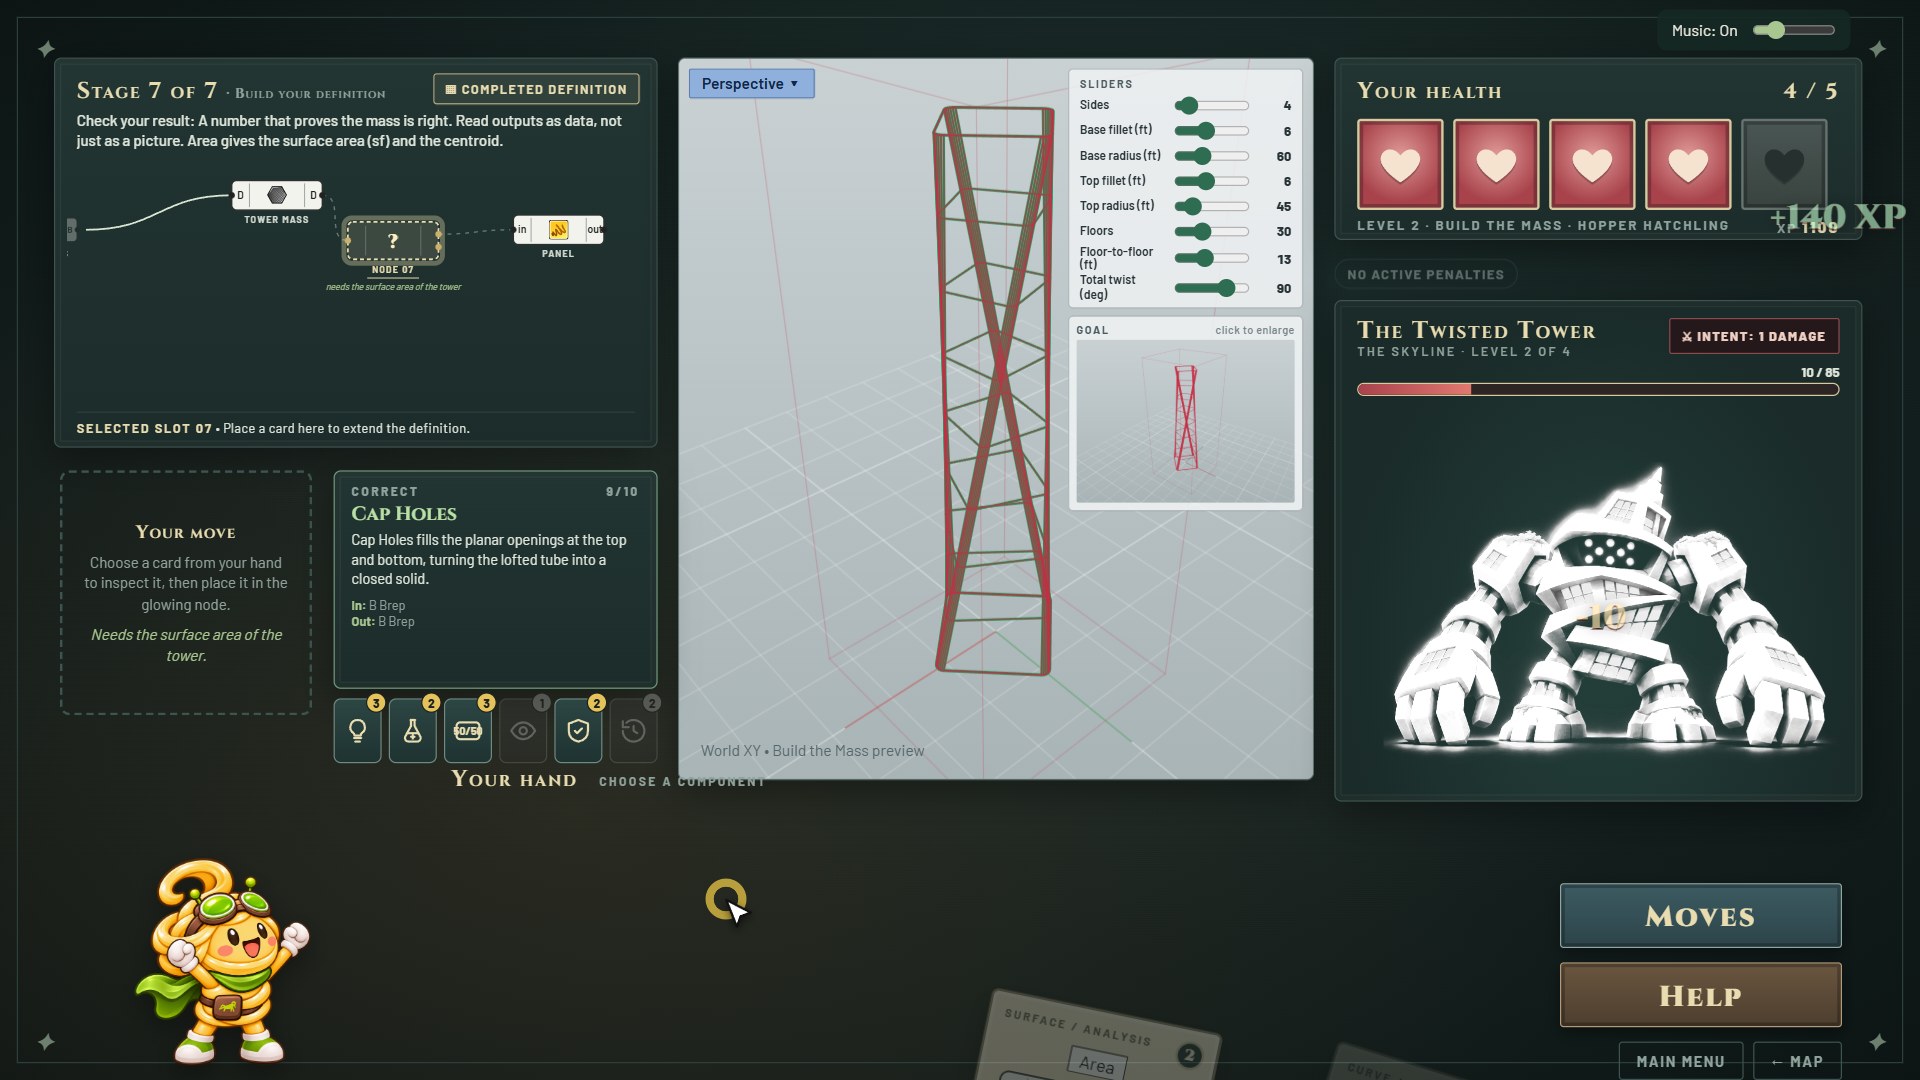 Music: On
STAGE 7 OF 7 · BUILD YOUR DEFINITION
COMPLETED DEFINITION
Check your result: A number that proves the mass is right. Read outputs as data, not
just as a picture. Area gives the surface area (sf) and the centroid.
D D
TOWER MASS
B
?
NODE 07
needs the surface area of the tower
in out
PANEL
SELECTED SLOT 07 • Place a card here to extend the definition.
YOUR MOVE
Choose a card from your hand
to inspect it, then place it in the
glowing node.
Needs the surface area of the
tower.
CORRECT 9/10
CAP HOLES
Cap Holes fills the planar openings at the top
and bottom, turning the lofted tube into a
closed solid.
In: B Brep
Out: B Brep
3 2 3 1 2 2
50/50
YOUR HAND CHOOSE A COMPONENT
Perspective ▼
SLIDERS
Sides 4
Base fillet (ft) 6
Base radius (ft) 60
Top fillet (ft) 6
Top radius (ft) 45
Floors 30
Floor-to-floor
(ft) 13
Total twist
(deg) 90
GOAL click to enlarge
World XY • Build the Mass preview
YOUR HEALTH 4 / 5
LEVEL 2 · BUILD THE MASS · HOPPER HATCHLING
+140 XP
NO ACTIVE PENALTIES
THE TWISTED TOWER
THE SKYLINE · LEVEL 2 OF 4
INTENT: 1 DAMAGE
10 / 85
-10
SURFACE / ANALYSIS
2
Area
MOVES
HELP
MAIN MENU
← MAP